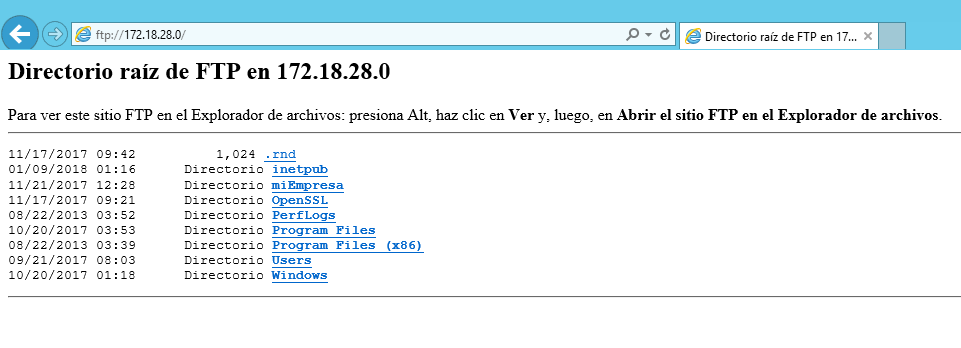 ftp://172.18.28.0/
Directorio raíz de FTP en 17...
Directorio raíz de FTP en 172.18.28.0
Para ver este sitio FTP en el Explorador de archivos: presiona Alt, haz clic en Ver y, luego, en Abrir el sitio FTP en el Explorador de archivos.
11/17/2017 09:42 1,024 .rnd
01/09/2018 01:16 Directorio inetpub
11/21/2017 12:28 Directorio miEmpresa
11/17/2017 09:21 Directorio OpenSSL
08/22/2013 03:52 Directorio PerfLogs
10/20/2017 03:53 Directorio Program Files
08/22/2013 03:39 Directorio Program Files (x86)
09/21/2017 08:03 Directorio Users
10/20/2017 01:18 Directorio Windows